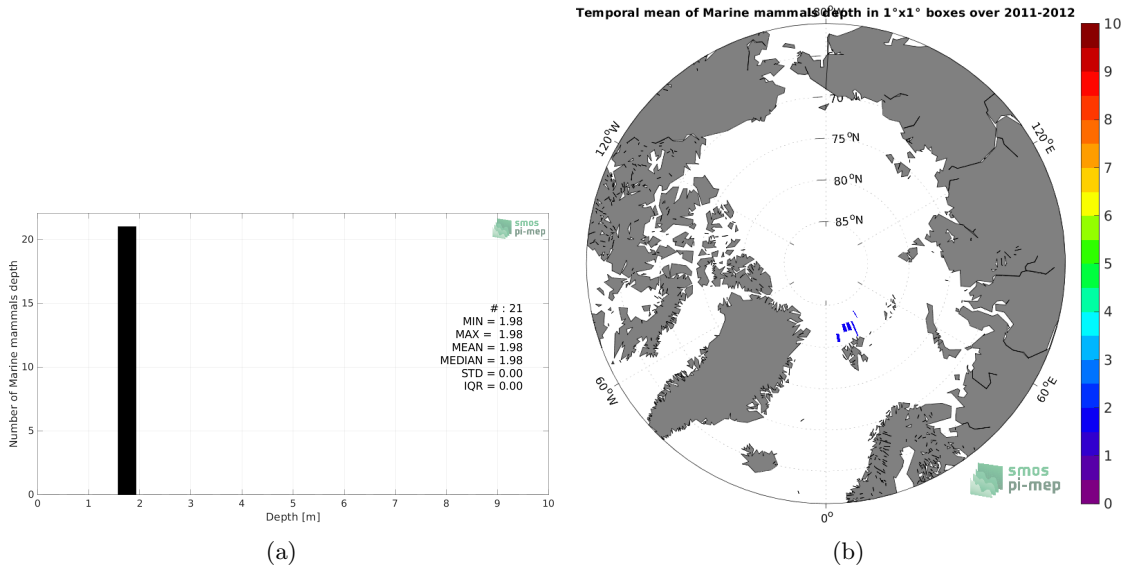 Temporal mean of Marine mammals depth in 1°x1° boxes over 2011-2012
180°W
70°N
75°N
80°N
85°N
120°W
120°E
60°W
60°E
0°
10
9
8
7
6
5
4
3
2
1
0
smos
pi-mep
Number of Marine mammals depth
20
15
10
5
0
smos
pi-mep
# : 21
MIN = 1.98
MAX = 1.98
MEAN = 1.98
MEDIAN = 1.98
STD = 0.00
IQR = 0.00
0 1 2 3 4 5 6 7 8 9 10
Depth [m]
(a)
(b)